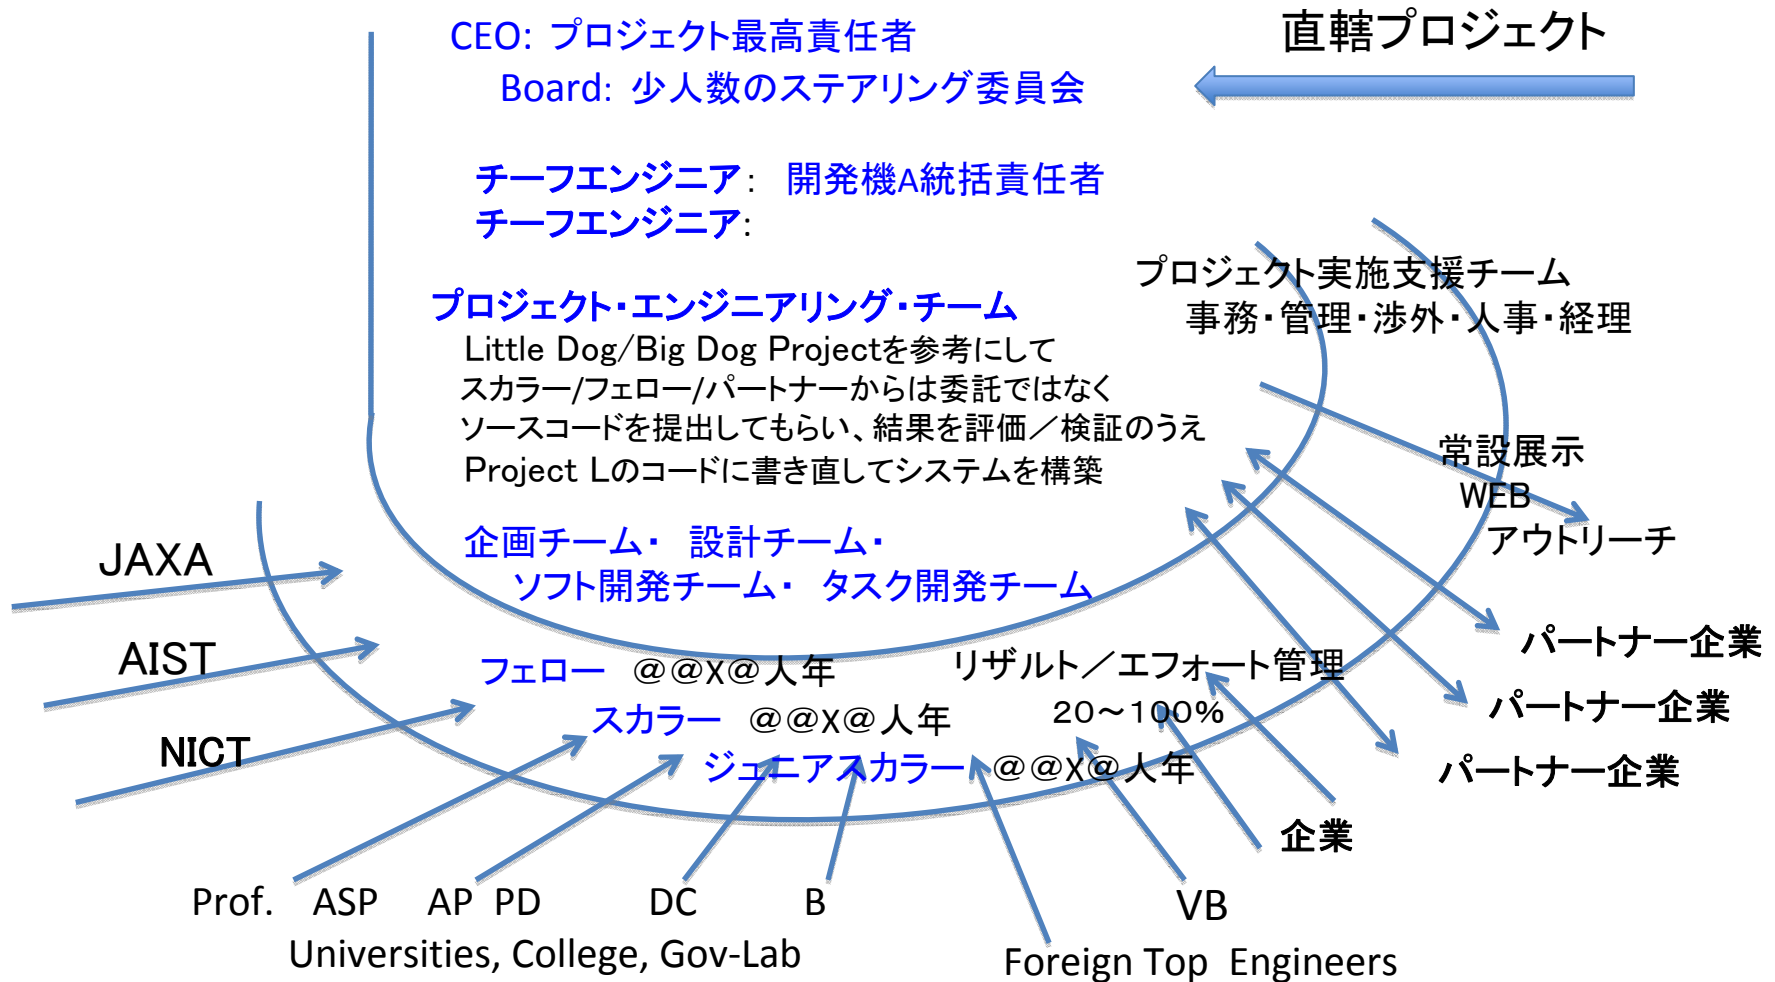 CEO: プロジェクト最高責任者
Board: 少人数のステアリング委員会
直轄プロジェクト
チーフエンジニア： 開発機A統括責任者
チーフエンジニア：
プロジェクト実施支援チーム
事務・管理・渉外・人事・経理
プロジェクト・エンジニアリング・チーム
Little Dog/Big Dog Projectを参考にして
スカラー/フェロー/パートナーからは委託ではなく
ソースコードを提出してもらい、結果を評価／検証のうえ
Project Lのコードに書き直してシステムを構築
常設展示
WEB
アウトリーチ
企画チーム・ 設計チーム・
ソフト開発チーム・ タスク開発チーム
JAXA
AIST
NICT
フェロー ＠＠X＠人年
スカラー ＠＠X＠人年
ジュニアスカラー ＠＠X＠人年
リザルト／エフォート管理
２０～１００％
パートナー企業
パートナー企業
パートナー企業
企業
Prof. ASP AP PD DC B
VB
Universities, College, Gov-Lab
Foreign Top Engineers